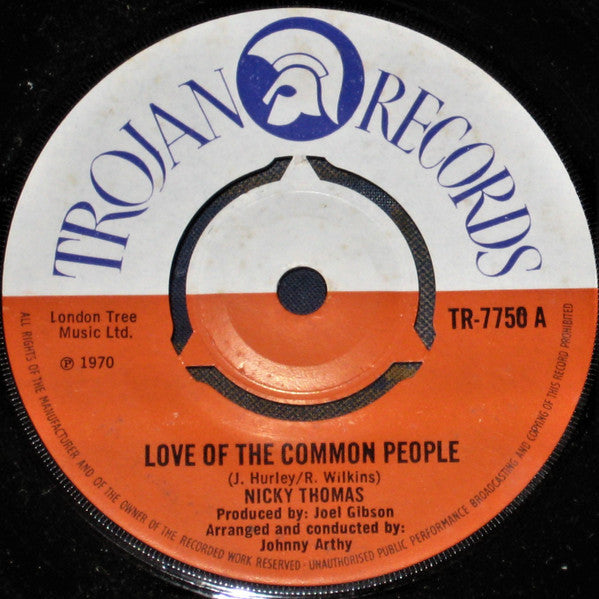 TROJAN RECORDS
London Tree
Music Ltd.
℗ 1970
TR-7750 A
LOVE OF THE COMMON PEOPLE
(J. Hurley/R. Wilkins)
NICKY THOMAS
Produced by: Joel Gibson
Arranged and conducted by:
Johnny Arthy
ALL RIGHTS OF THE MANUFACTURER AND OF THE OWNER OF THE RECORDED WORK RESERVED - UNAUTHORISED PUBLIC PERFORMANCE BROADCASTING AND COPYING OF THIS RECORD PROHIBITED